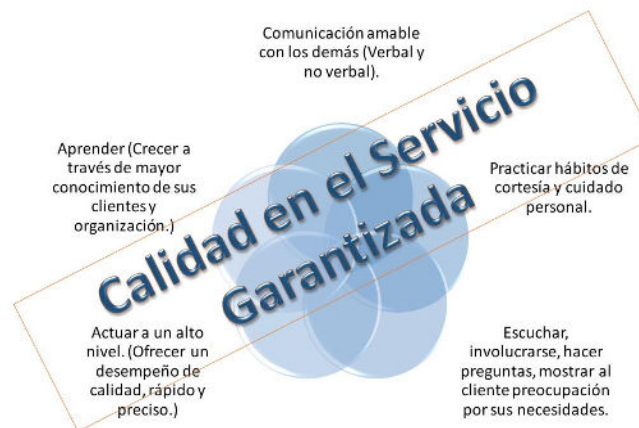 Comunicación amable
con los demás (Verbal y
no verbal).
Calidad en el Servicio
Garantizada
Aprender (Crecer a
través de mayor
conocimiento de sus
clientes y
organización.)
Practicar hábitos de
cortesía y cuidado
personal.
Actuar a un alto
nivel. (Ofrecer un
desempeño de
calidad, rápido y
preciso.)
Escuchar,
involucrarse, hacer
preguntas, mostrar al
cliente preocupación
por sus necesidades.